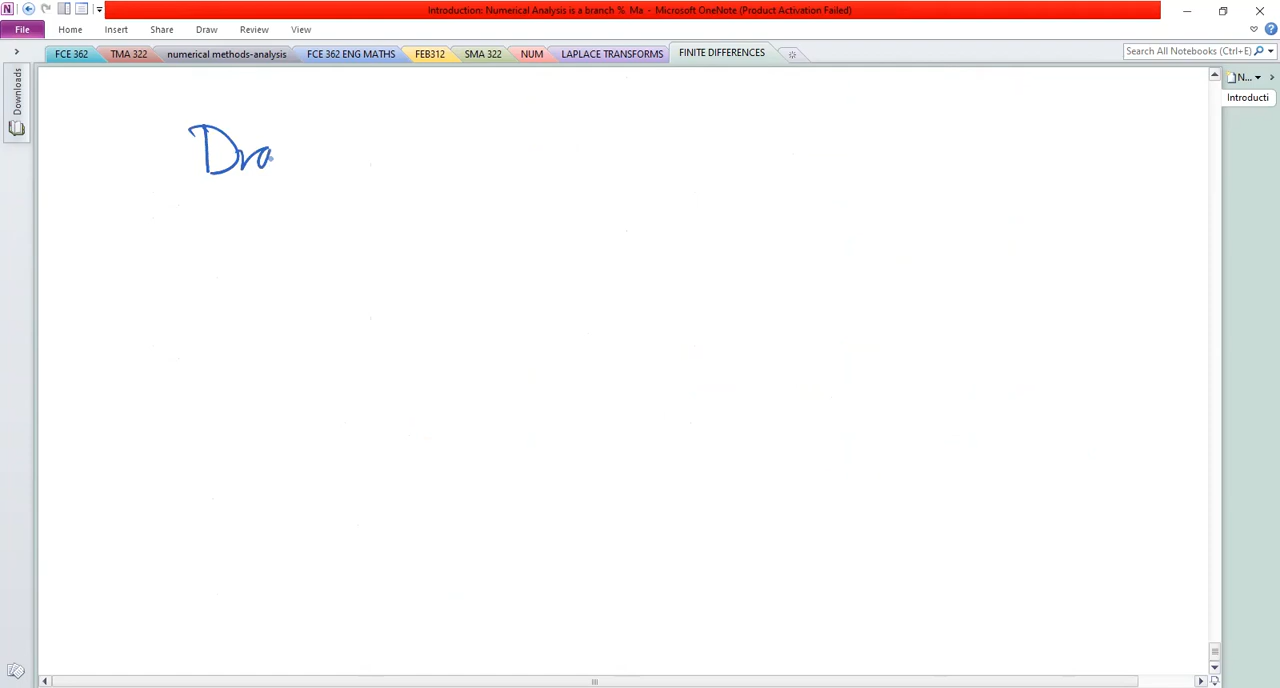 Introduction: Numerical Analysis is a branch %. Ma - Microsoft OneNote (Product Activation Failed)
File Home Insert Share Draw Review View
FCE 362 TMA 322 numerical methods-analysis FCE 362 ENG MATHS FEB312 SMA 322 NUM LAPLACE TRANSFORMS FINITE DIFFERENCES Search All Notebooks (Ctrl+E)
N...
Introducti
Downloads
Dra